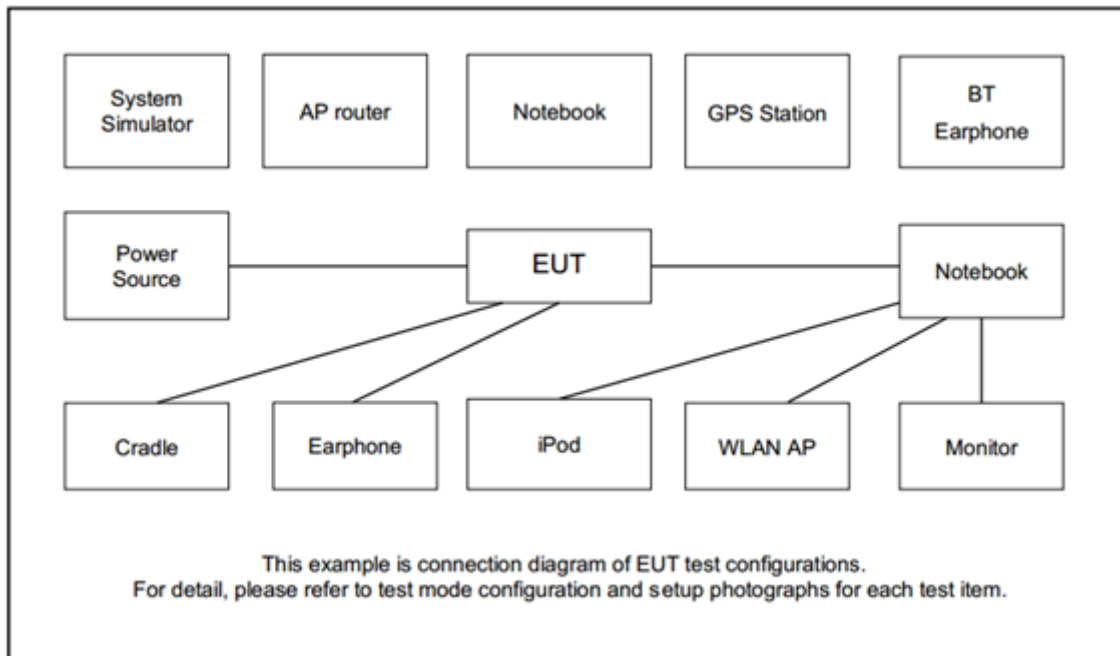 System
Simulator
AP router
Notebook
GPS Station
BT
Earphone
Power
Source
EUT
Notebook
Cradle
Earphone
iPod
WLAN AP
Monitor
This example is connection diagram of EUT test configurations.
For detail, please refer to test mode configuration and setup photographs for each test item.